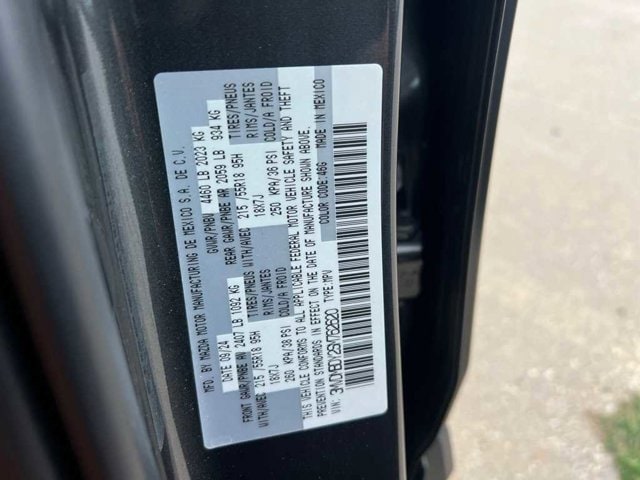 MFD. BY MAZDA MOTOR MANUFACTURING DE MEXICO S.A. DE C.V.
DATE 09/24 GVWR/PNBV 4460 LB 2023 KG
FRONT GAWR/PNBE AV 2407 LB 1092 KG REAR GAWR/PNBE AR 2059 LB 934 KG
WITH/AVEC 215/55R18 95H TIRES/PNEUS WITH/AVEC 215/55R18 95H TIRES/PNEUS
18X7J RIMS/JANTES 18X7J RIMS/JANTES
260 KPA/38 PSI COLD/A FROID 250 KPA/36 PSI COLD/A FROID
THIS VEHICLE CONFORMS TO ALL APPLICABLE FEDERAL MOTOR VEHICLE SAFETY AND THEFT
PREVENTION STANDARDS IN EFFECT ON THE DATE OF MANUFACTURE SHOWN ABOVE.
VIN: TYPE:MPV COLOR CODE:46G MADE IN MEXICO